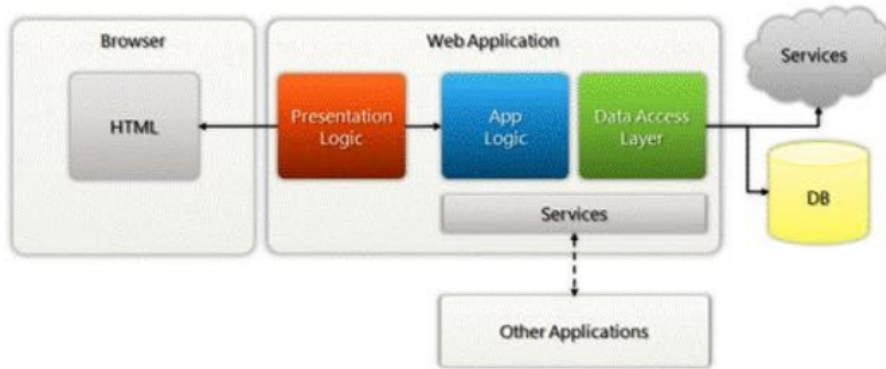 Browser
Web Application
Services
HTML
Presentation
Logic
App
Logic
Data Access
Layer
DB
Services
Other Applications